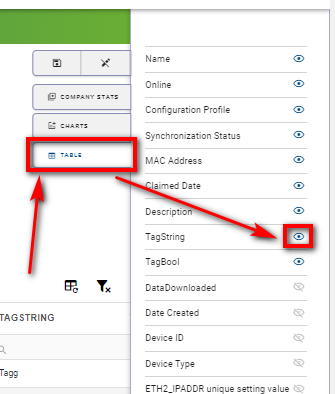 COMPANY STATS
CHARTS
TABLE
TAGSTRING
Tagg
Name
Online
Configuration Profile
Synchronization Status
MAC Address
Claimed Date
Description
TagString
TagBool
DataDownloaded
Date Created
Device ID
Device Type
ETH2_IPADDR unique setting value